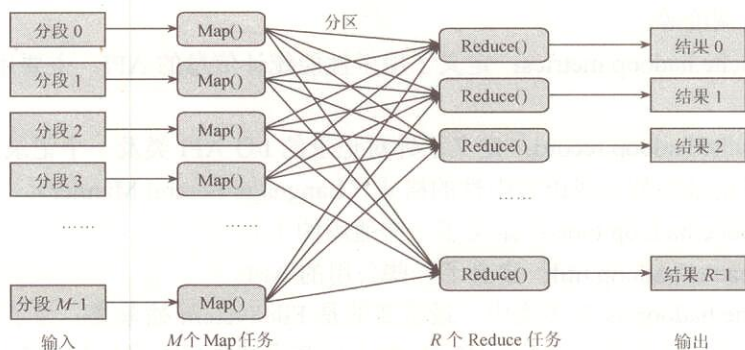 分区
分段 0 Map() Reduce() 结果 0
分段 1 Map() Reduce() 结果 1
分段 2 Map() Reduce() 结果 2
分段 3 Map()
…… …… ……
分段 M-1 Map() Reduce() 结果 R-1
输入 M 个 Map 任务 R 个 Reduce 任务 输出